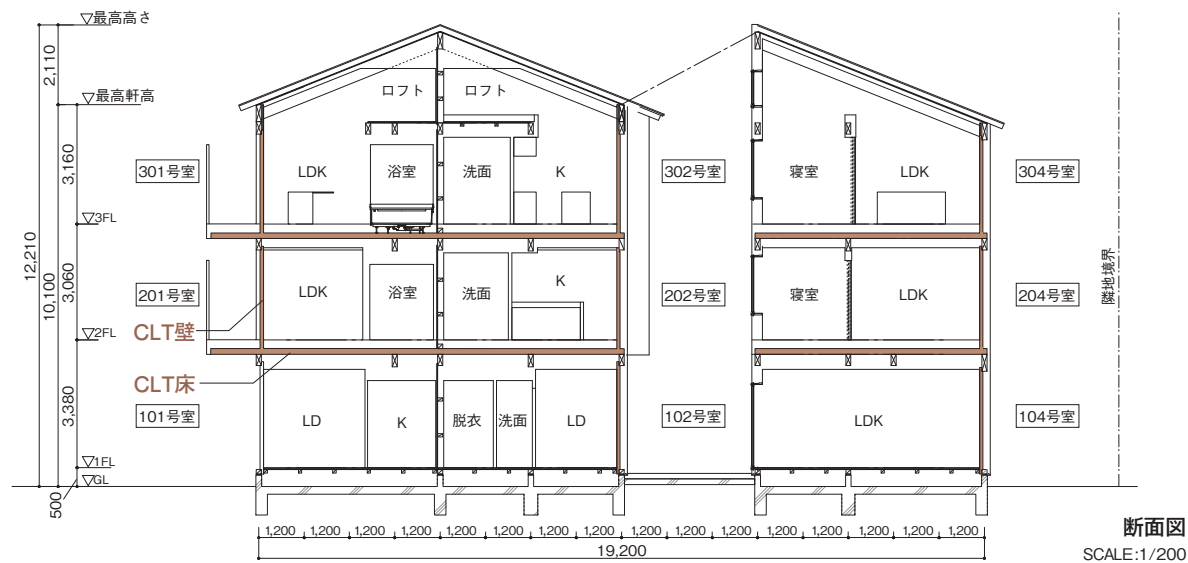 ▽最高高さ
2,110
▽最高軒高
ロフト ロフト
3,160
301号室 LDK 浴室 洗面 K 302号室 寝室 LDK 304号室
▽3FL
12,210
10,100
3,060
201号室 LDK 浴室 洗面 K 202号室 寝室 LDK 204号室
隣地境界
CLT壁
▽2FL
CLT床
3,380
101号室 LD K 脱衣 洗面 LD 102号室 LDK 104号室
▽1FL
▽GL
500
1,200 1,200 1,200 1,200 1,200 1,200 1,200 1,200 1,200 1,200 1,200 1,200 1,200 1,200 1,200 1,200
19,200
断面図
SCALE:1/200